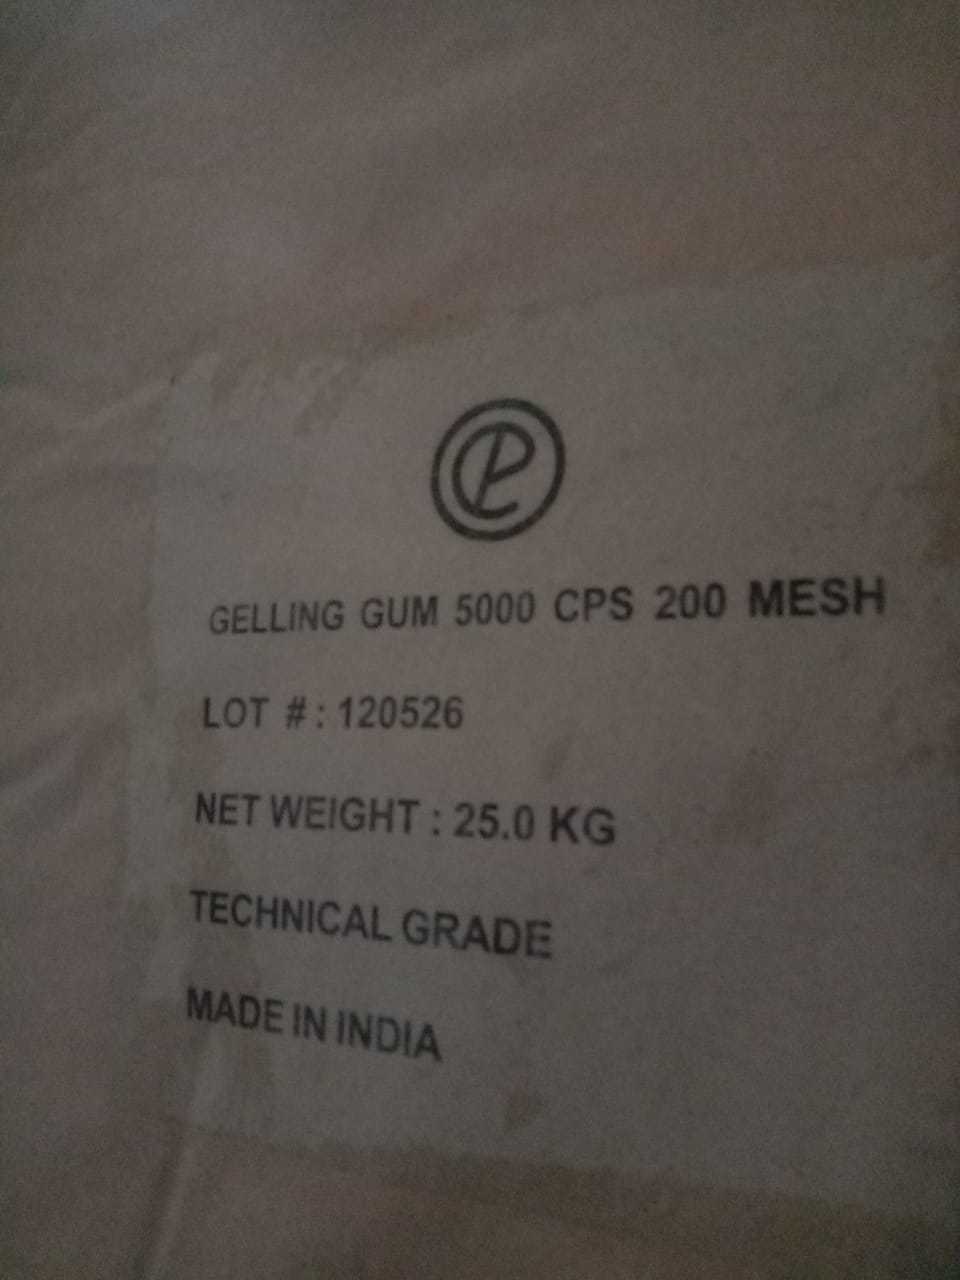 GELLING GUM 5000 CPS 200 MESH
LOT # : 120526
NET WEIGHT : 25.0 KG
TECHNICAL GRADE
MADE IN INDIA